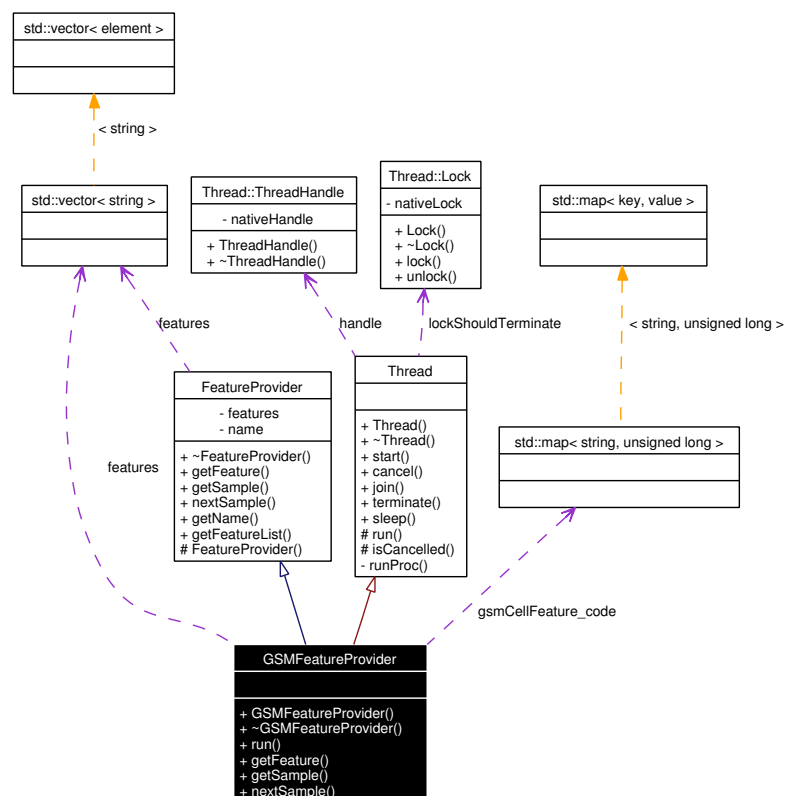 std::vector< element >
< string >
std::vector< string >
Thread::ThreadHandle
- nativeHandle
+ ThreadHandle()
+ ~ThreadHandle()
Thread::Lock
- nativeLock
+ Lock()
+ ~Lock()
+ lock()
+ unlock()
std::map< key, value >
features
handle
lockShouldTerminate
< string, unsigned long >
FeatureProvider
- features
- name
+ ~FeatureProvider()
+ getFeature()
+ getSample()
+ nextSample()
+ getName()
+ getFeatureList()
# FeatureProvider()
Thread
+ Thread()
+ ~Thread()
+ start()
+ cancel()
+ join()
+ terminate()
+ sleep()
# run()
# isCancelled()
- runProc()
std::map< string, unsigned long >
features
gsmCellFeature_code
GSMFeatureProvider
+ GSMFeatureProvider()
+ ~GSMFeatureProvider()
+ run()
+ getFeature()
+ getSample()
+ nextSample()